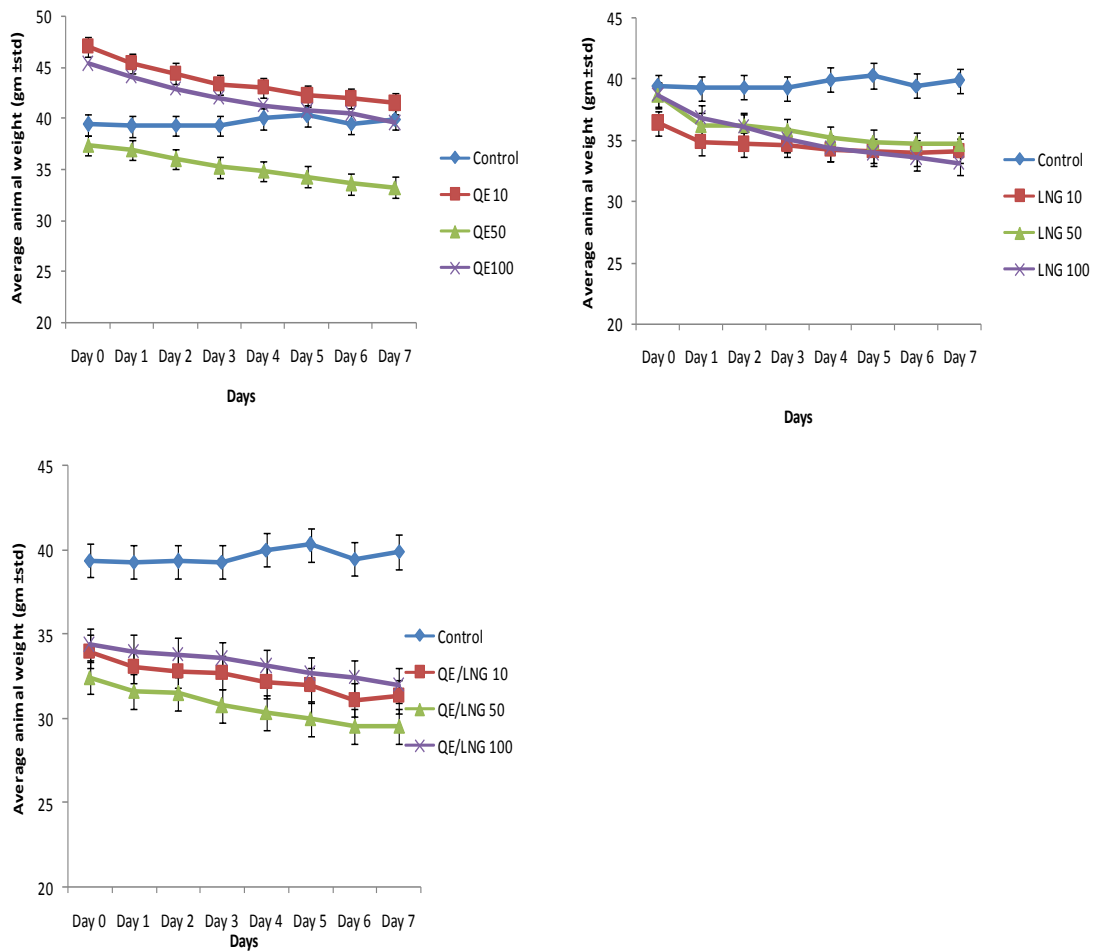 50
45
40
35
30
25
20
Average animal weight (gm ±std)
Day 0 Day 1 Day 2 Day 3 Day 4 Day 5 Day 6 Day 7
Days
Control
QE10
QE50
QE100
45
40
35
30
25
20
Average animal weight (gm ±std)
Day 0 Day 1 Day 2 Day 3 Day 4 Day 5 Day 6 Day 7
Days
Control
LNG 10
LNG 50
LNG 100
45
40
35
30
25
20
Average animal weight (gm ±std)
Day 0 Day 1 Day 2 Day 3 Day 4 Day 5 Day 6 Day 7
Days
Control
QE/LNG 10
QE/LNG 50
QE/LNG 100